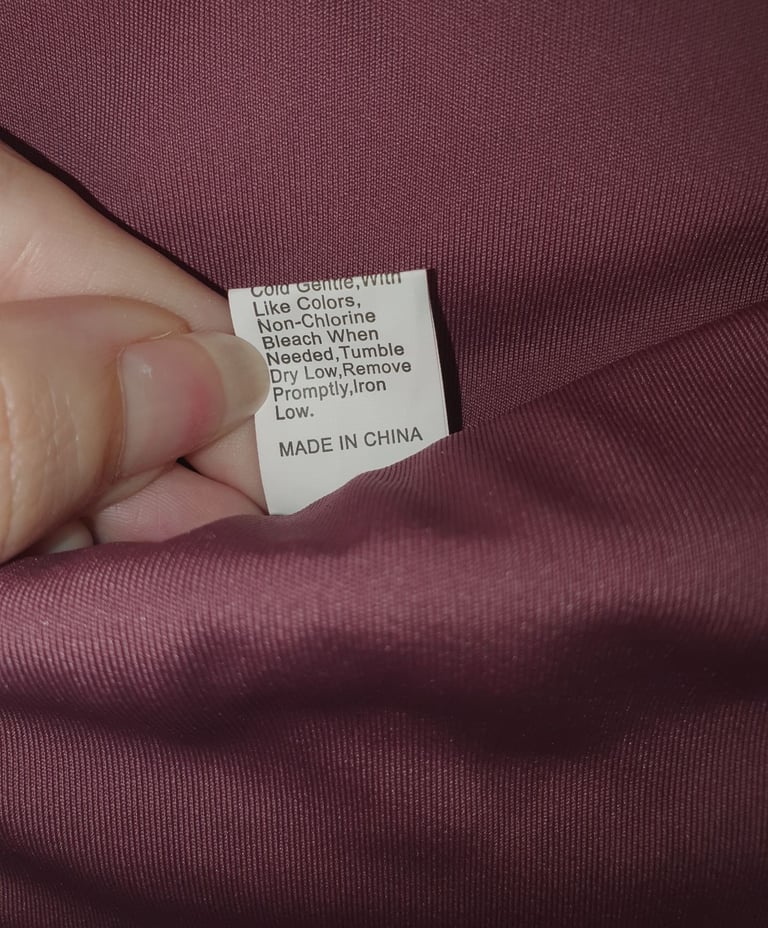 Cold Gentle,With
Like Colors,
Non-Chlorine
Bleach When
Needed,Tumble
Dry Low,Remove
Promptly,Iron
Low.
MADE IN CHINA